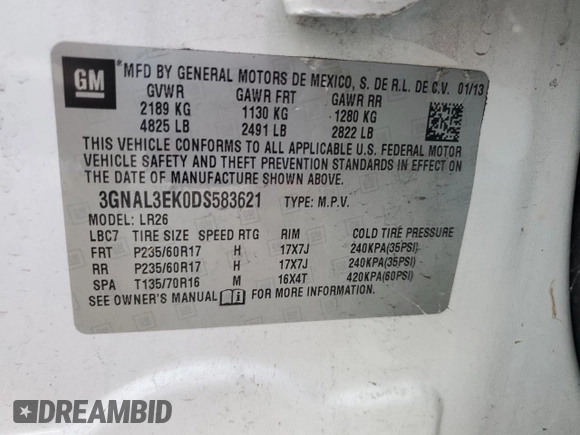 GM
*MFD BY GENERAL MOTORS DE MEXICO, S. DE R.L. DE C.V. 01/13
GVWR GAWR FRT GAWR RR
2189 KG 1130 KG 1280 KG
4825 LB 2491 LB 2822 LB
THIS VEHICLE CONFORMS TO ALL APPLICABLE U.S. FEDERAL MOTOR
VEHICLE SAFETY AND THEFT PREVENTION STANDARDS IN EFFECT ON
THE DATE OF MANUFACTURE SHOWN ABOVE.
3GNAL3EK0DS583621 TYPE: M.P.V.
MODEL: LR26
LBC7 TIRE SIZE SPEED RTG RIM COLD TIRE PRESSURE
FRT P235/60R17 H 17X7J 240KPA(35PSI)
RR P235/60R17 H 17X7J 240KPA(35PSI)
SPA T135/70R16 M 16X4T 420KPA(60PSI)
SEE OWNER'S MANUAL FOR MORE INFORMATION.
DREAMBID